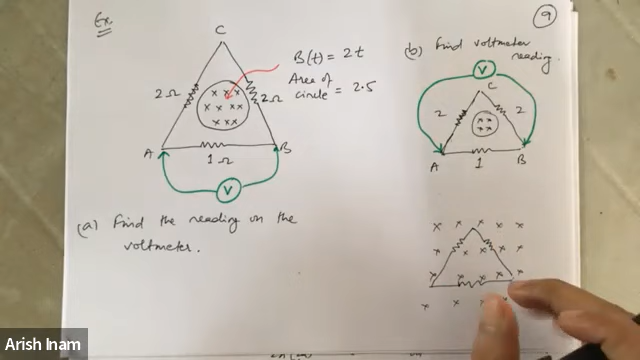 Ex
9
C
B(t) = 2t
Area of
circle = 2.5
2Ω
2Ω
A
1 Ω
B
V
(a) Find the reading on the
voltmeter.
(b) Find voltmeter
reading.
V
C
2
2
A
1
B
Arish Inam